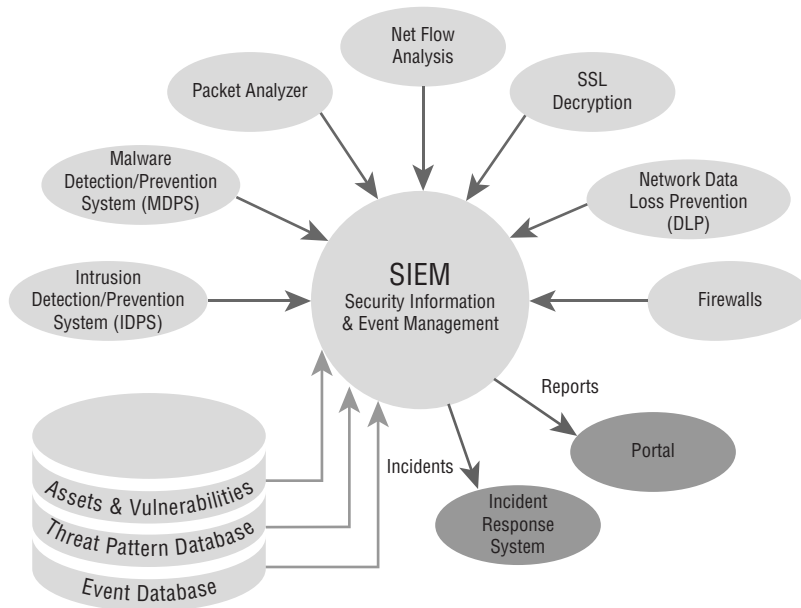 Net Flow
Analysis
Packet Analyzer
SSL
Decryption
Malware
Detection/Prevention
System (MDPS)
Network Data
Loss Prevention
(DLP)
SIEM
Security Information
& Event Management
Intrusion
Detection/Prevention
System (IDPS)
Firewalls
Reports
Portal
Incidents
Incident
Response
System
Assets & Vulnerabilities
Threat Pattern Database
Event Database